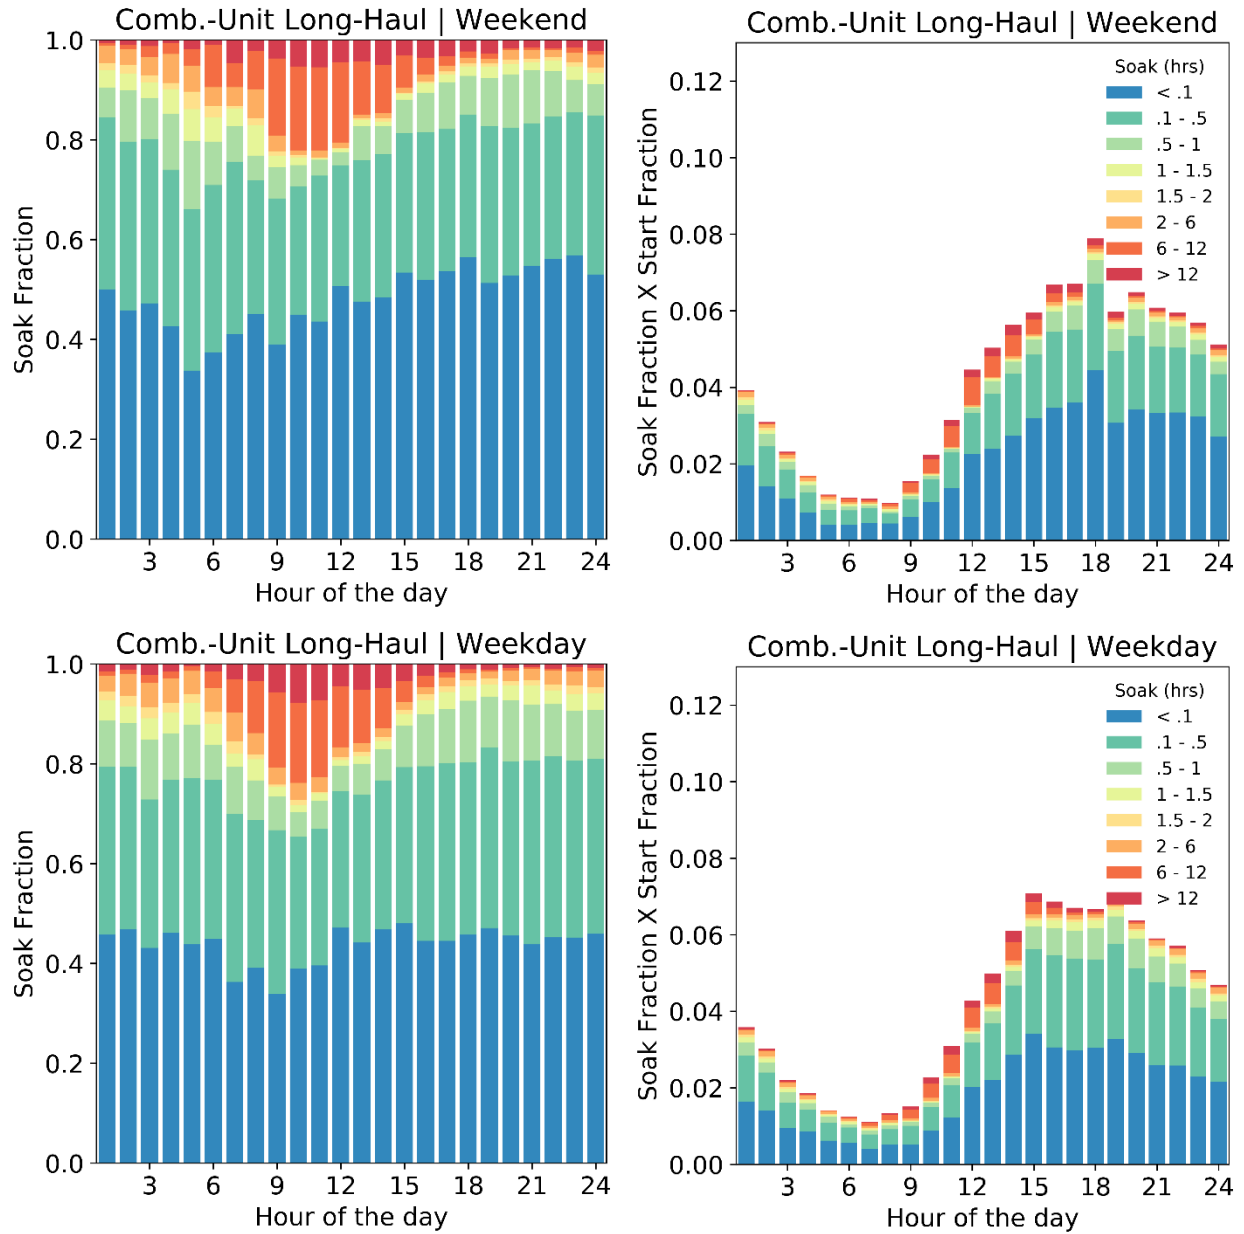 Comb.-Unit Long-Haul | Weekend
1.0
0.8
0.6
0.4
0.2
0.0
Soak Fraction
3 6 9 12 15 18 21 24
Hour of the day
Comb.-Unit Long-Haul | Weekend
0.12
0.10
0.08
0.06
0.04
0.02
0.00
Soak Fraction X Start Fraction
Soak (hrs)
< .1
.1 - .5
.5 - 1
1 - 1.5
1.5 - 2
2 - 6
6 - 12
> 12
3 6 9 12 15 18 21 24
Hour of the day
Comb.-Unit Long-Haul | Weekday
1.0
0.8
0.6
0.4
0.2
0.0
Soak Fraction
3 6 9 12 15 18 21 24
Hour of the day
Comb.-Unit Long-Haul | Weekday
0.12
0.10
0.08
0.06
0.04
0.02
0.00
Soak Fraction X Start Fraction
Soak (hrs)
< .1
.1 - .5
.5 - 1
1 - 1.5
1.5 - 2
2 - 6
6 - 12
> 12
3 6 9 12 15 18 21 24
Hour of the day